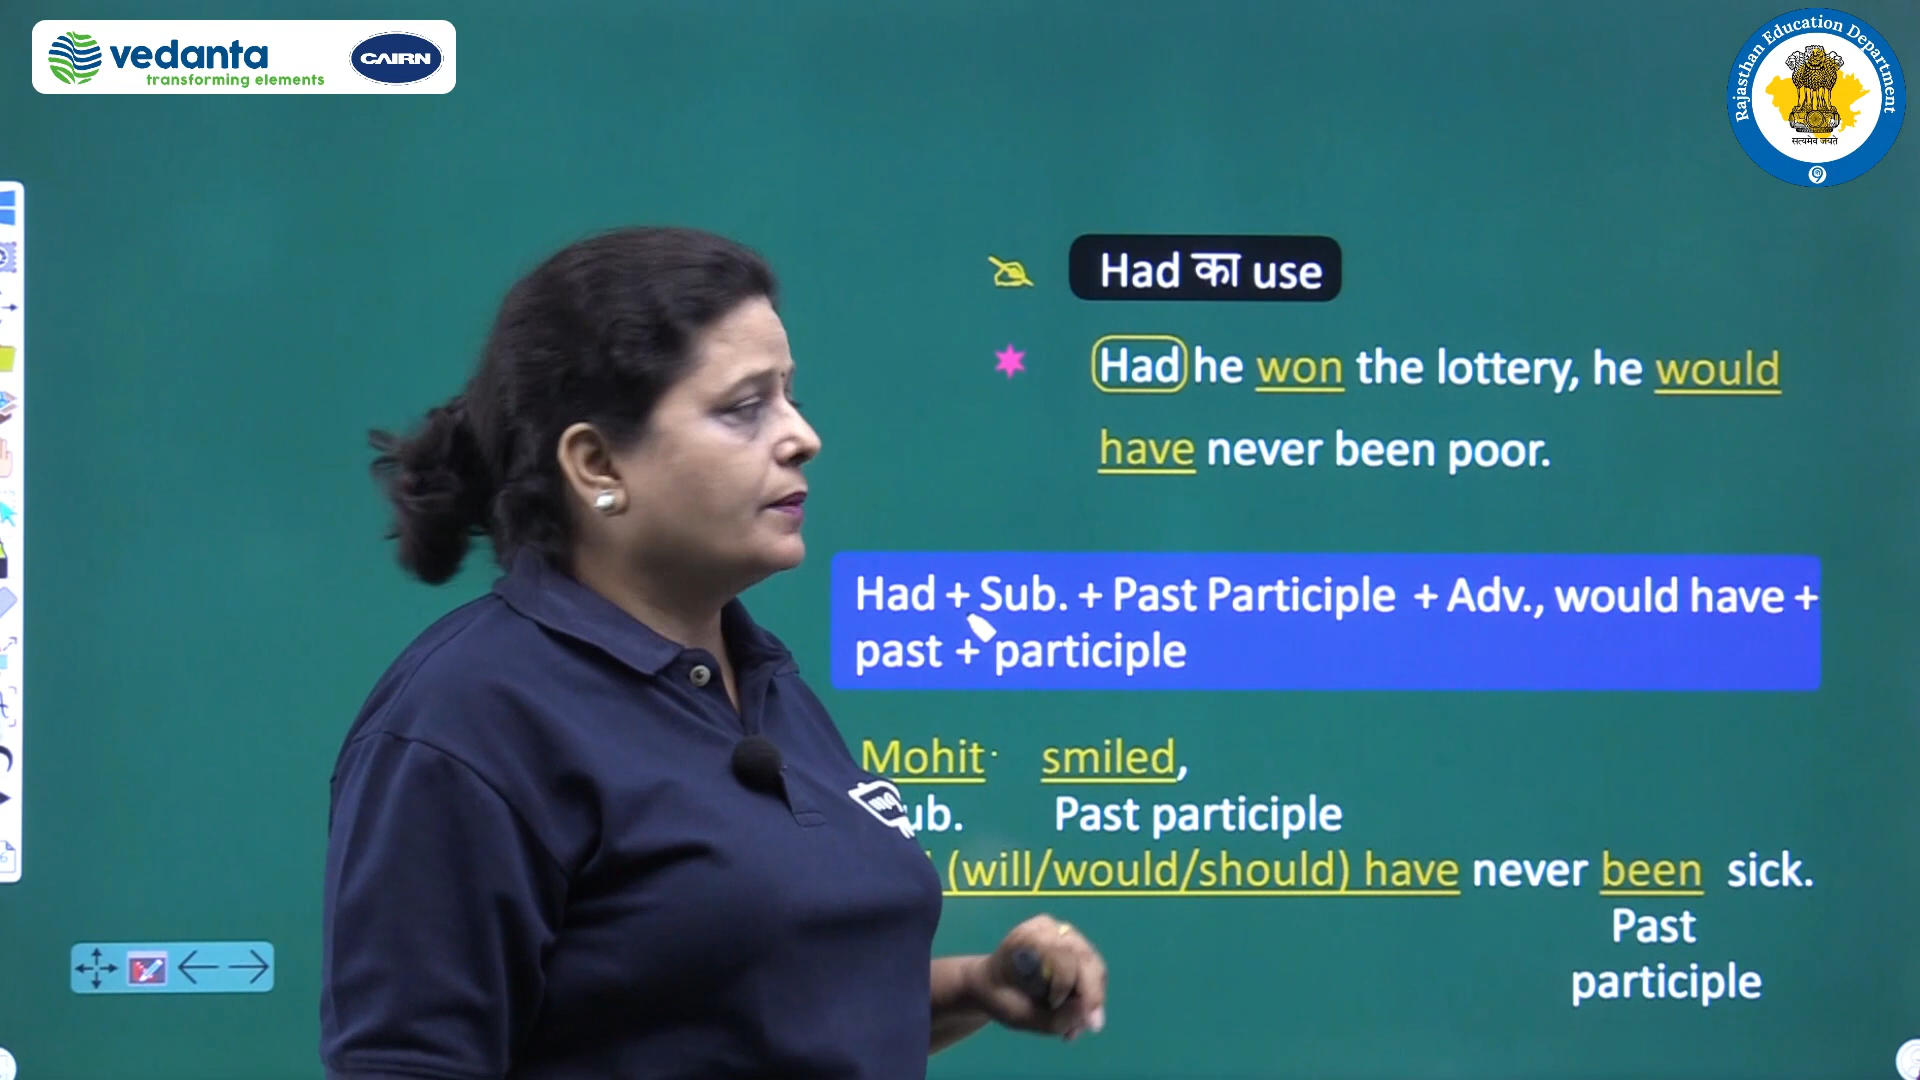 vedanta
transforming elements
CAIRN
Rajasthan Education Department
सत्यमेव जयते
Had का use
Had he won the lottery, he would
have never been poor.
Had + Sub. + Past Participle + Adv., would have +
past + participle
Mohit smiled,
ub. Past participle
(will/would/should) have never been sick.
Past
participle